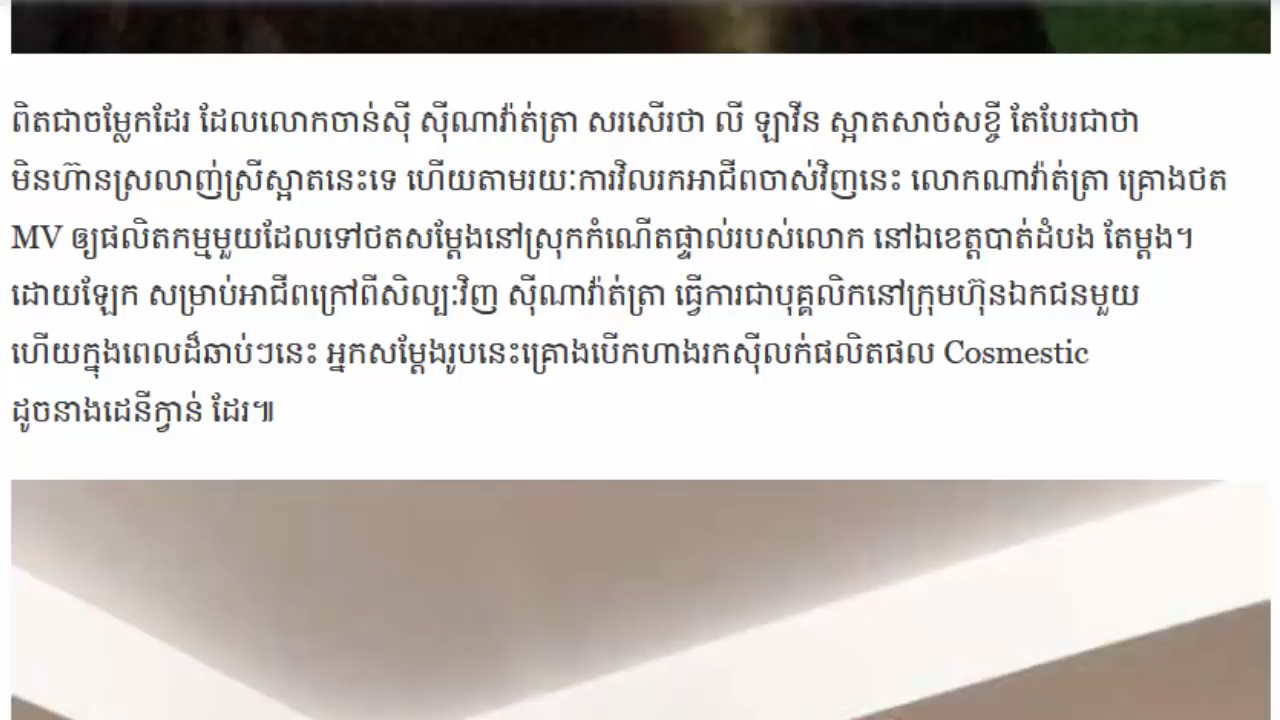 ពិតជាចម្លែកដែរ ដែលលោកចាន់ស៊ី ស៊ីណាវ៉ាត់ត្រា សរសើរថា លី ឡាវីន ស្អាតសាច់សខ្ចី តែបែរជាថា
មិនហ៊ានស្រលាញ់ស្រីស្អាតនេះទេ ហើយតាមរយៈការវិលរកអាជីពចាស់វិញនេះ លោកណាវ៉ាត់ត្រា គ្រោងថត
MV ឲ្យផលិតកម្មមួយដែលទៅថតសម្ដែងនៅស្រុកកំណើតផ្ទាល់របស់លោក នៅឯខេត្តបាត់ដំបង តែម្ដង។
ដោយឡែក សម្រាប់អាជីពក្រៅពីសិល្បៈវិញ ស៊ីណាវ៉ាត់ត្រា ធ្វើការជាបុគ្គលិកនៅក្រុមហ៊ុនឯកជនមួយ
ហើយក្នុងពេលដ៏ឆាប់ៗនេះ អ្នកសម្ដែងរូបនេះគ្រោងបើកហាងរកស៊ីលក់ផលិតផល Cosmestic
ដូចនាងដេនីក្វាន់ ដែរ៕